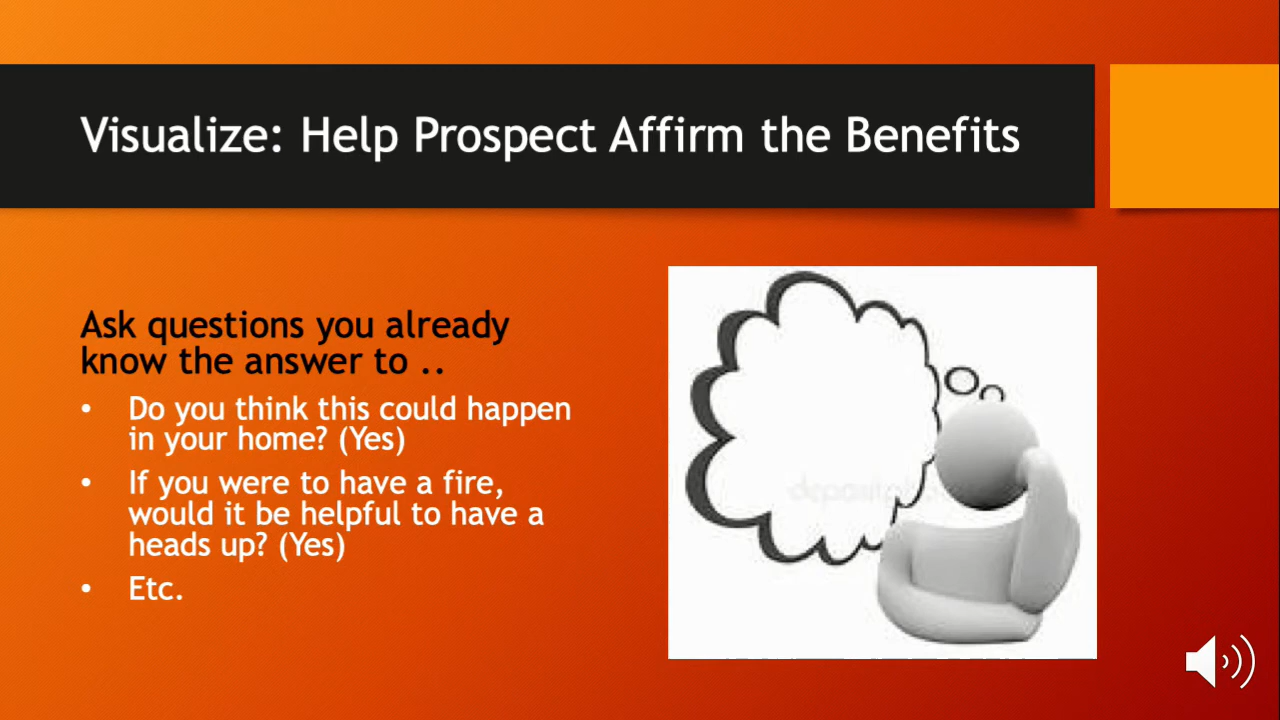 Visualize: Help Prospect Affirm the Benefits
Ask questions you already
know the answer to ..
• Do you think this could happen
in your home? (Yes)
• If you were to have a fire,
would it be helpful to have a
heads up? (Yes)
• Etc.